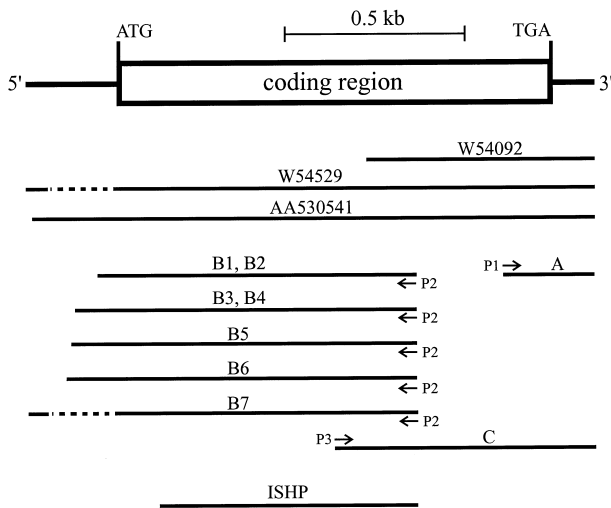 0.5 kb
ATG
TGA
5'
coding region
3'
W54092
W54529
AA530541
B1, B2
P1
A
P2
B3, B4
P2
B5
P2
B6
P2
B7
P2
P3
C
ISHP